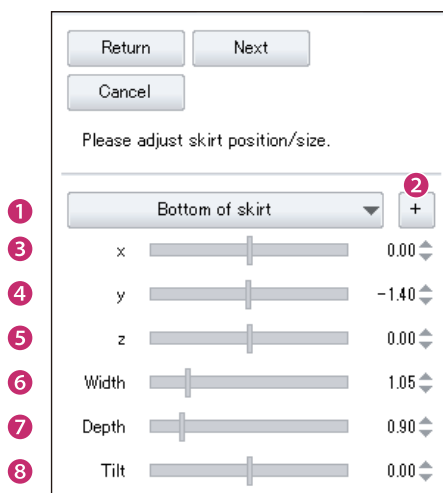 Return Next
Cancel
Please adjust skirt position/size.
2
1 Bottom of skirt +
3 x 0.00
4 y -1.40
5 z 0.00
6 Width 1.05
7 Depth 0.90
8 Tilt 0.00